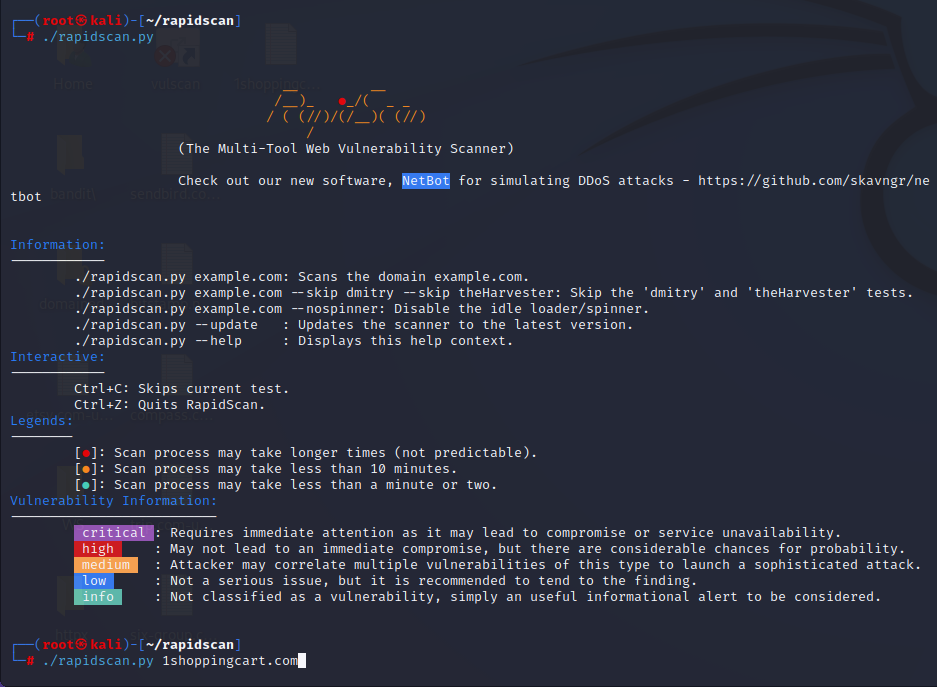 ┌──(root㉿kali)-[~/rapidscan]
└─# ./rapidscan.py
(The Multi-Tool Web Vulnerability Scanner)
Check out our new software, NetBot for simulating DDoS attacks - https://github.com/skavngr/ne
tbot
Information:
./rapidscan.py example.com: Scans the domain example.com.
./rapidscan.py example.com --skip dmitry --skip theHarvester: Skip the 'dmitry' and 'theHarvester' tests.
./rapidscan.py example.com --nospinner: Disable the idle loader/spinner.
./rapidscan.py --update   : Updates the scanner to the latest version.
./rapidscan.py --help     : Displays this help context.
Interactive:
Ctrl+C: Skips current test.
Ctrl+Z: Quits RapidScan.
Legends:
[●]: Scan process may take longer times (not predictable).
[●]: Scan process may take less than 10 minutes.
[●]: Scan process may take less than a minute or two.
Vulnerability Information:
critical : Requires immediate attention as it may lead to compromise or service unavailability.
high : May not lead to an immediate compromise, but there are considerable chances for probability.
medium : Attacker may correlate multiple vulnerabilities of this type to launch a sophisticated attack.
low : Not a serious issue, but it is recommended to tend to the finding.
info : Not classified as a vulnerability, simply an useful informational alert to be considered.
┌──(root㉿kali)-[~/rapidscan]
└─# ./rapidscan.py 1shoppingcart.com